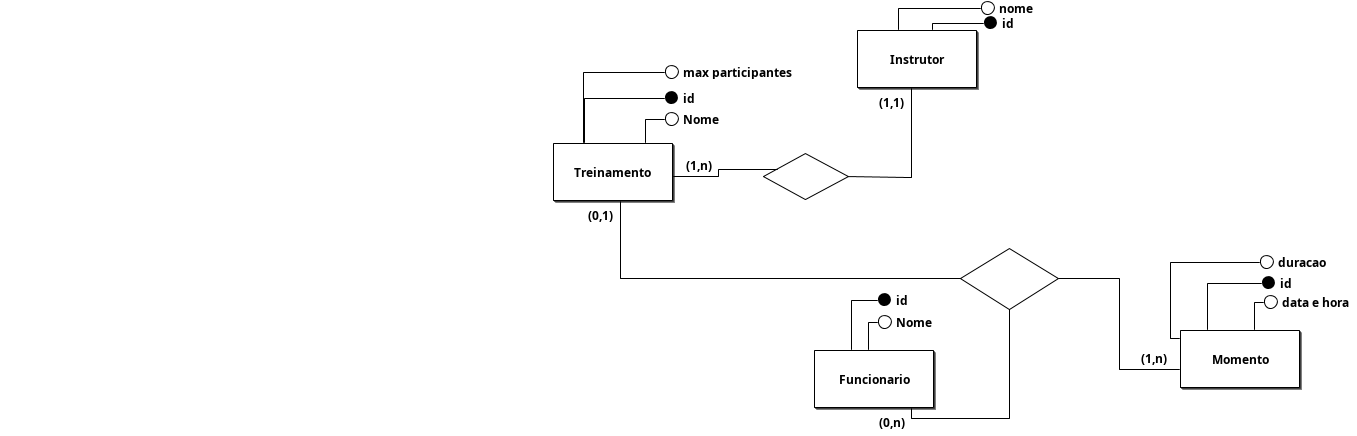 nome
id
Instrutor
(1,1)
max participantes
id
Nome
Treinamento
(1,n)
(0,1)
duracao
id
data e hora
Momento
(1,n)
id
Nome
Funcionario
(0,n)